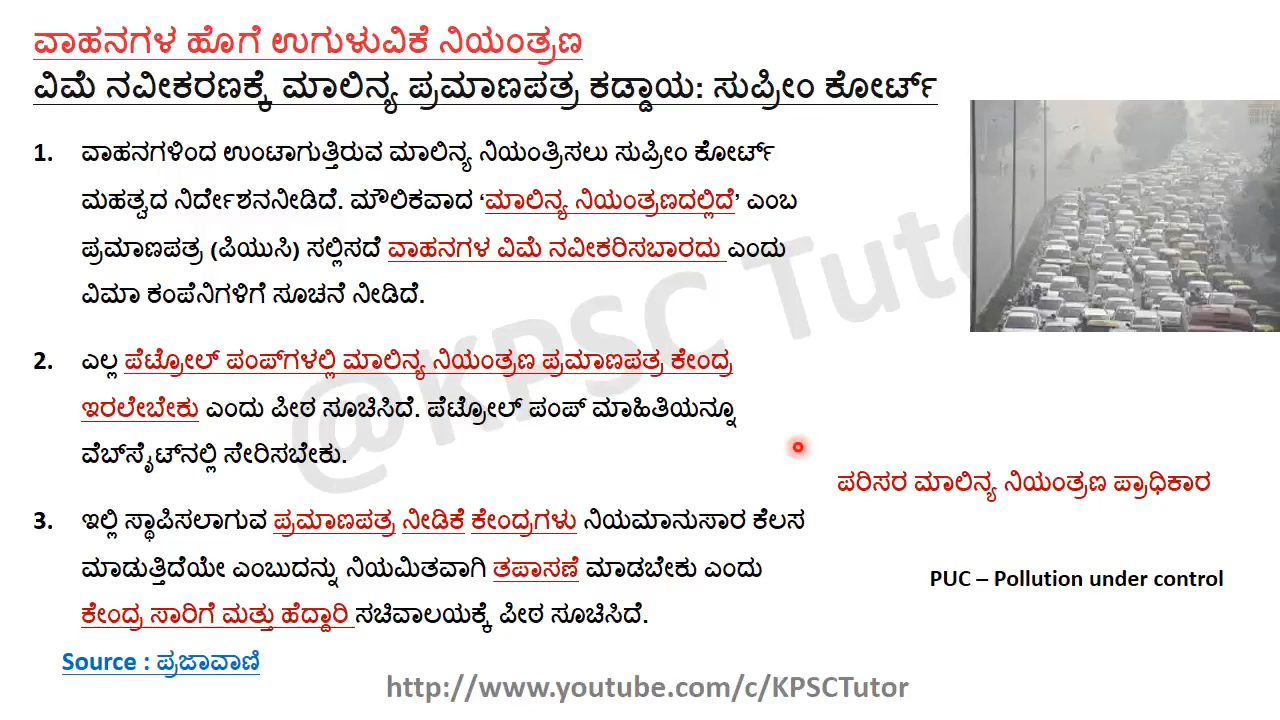 ವಾಹನಗಳ ಹೊಗೆ ಉಗುಳುವಿಕೆ ನಿಯಂತ್ರಣ
ವಿಮೆ ನವೀಕರಣಕ್ಕೆ ಮಾಲಿನ್ಯ ಪ್ರಮಾಣಪತ್ರ ಕಡ್ಡಾಯ: ಸುಪ್ರೀಂ ಕೋರ್ಟ್
1. ವಾಹನಗಳಿಂದ ಉಂಟಾಗುತ್ತಿರುವ ಮಾಲಿನ್ಯ ನಿಯಂತ್ರಿಸಲು ಸುಪ್ರೀಂ ಕೋರ್ಟ್
ಮಹತ್ವದ ನಿರ್ದೇಶನನೀಡಿದೆ. ಮೌಲಿಕವಾದ ‘ಮಾಲಿನ್ಯ ನಿಯಂತ್ರಣದಲ್ಲಿದೆ’ ಎಂಬ
ಪ್ರಮಾಣಪತ್ರ (ಪಿಯುಸಿ) ಸಲ್ಲಿಸದೆ ವಾಹನಗಳ ವಿಮೆ ನವೀಕರಿಸಬಾರದು ಎಂದು
ವಿಮಾ ಕಂಪೆನಿಗಳಿಗೆ ಸೂಚನೆ ನೀಡಿದೆ.
2. ಎಲ್ಲ ಪೆಟ್ರೋಲ್ ಪಂಪ್‌ಗಳಲ್ಲಿ ಮಾಲಿನ್ಯ ನಿಯಂತ್ರಣ ಪ್ರಮಾಣಪತ್ರ ಕೇಂದ್ರ
ಇರಲೇಬೇಕು ಎಂದು ಪೀಠ ಸೂಚಿಸಿದೆ. ಪೆಟ್ರೋಲ್ ಪಂಪ್ ಮಾಹಿತಿಯನ್ನೂ
ವೆಬ್‌ಸೈಟ್‌ನಲ್ಲಿ ಸೇರಿಸಬೇಕು.
ಪರಿಸರ ಮಾಲಿನ್ಯ ನಿಯಂತ್ರಣ ಪ್ರಾಧಿಕಾರ
3. ಇಲ್ಲಿ ಸ್ಥಾಪಿಸಲಾಗುವ ಪ್ರಮಾಣಪತ್ರ ನೀಡಿಕೆ ಕೇಂದ್ರಗಳು ನಿಯಮಾನುಸಾರ ಕೆಲಸ
ಮಾಡುತ್ತಿದೆಯೇ ಎಂಬುದನ್ನು ನಿಯಮಿತವಾಗಿ ತಪಾಸಣೆ ಮಾಡಬೇಕು ಎಂದು
ಕೇಂದ್ರ ಸಾರಿಗೆ ಮತ್ತು ಹೆದ್ದಾರಿ ಸಚಿವಾಲಯಕ್ಕೆ ಪೀಠ ಸೂಚಿಸಿದೆ.
PUC – Pollution under control
Source : ಪ್ರಜಾವಾಣಿ
http://www.youtube.com/c/KPSCTutor
@KPSC Tuto